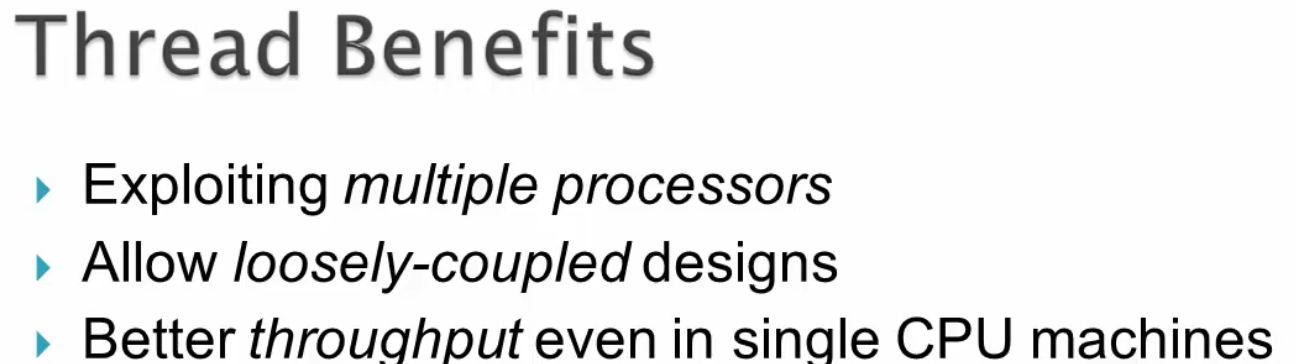 Thread Benefits
Exploiting multiple processors
Allow loosely-coupled designs
Better throughput even in single CPU machines